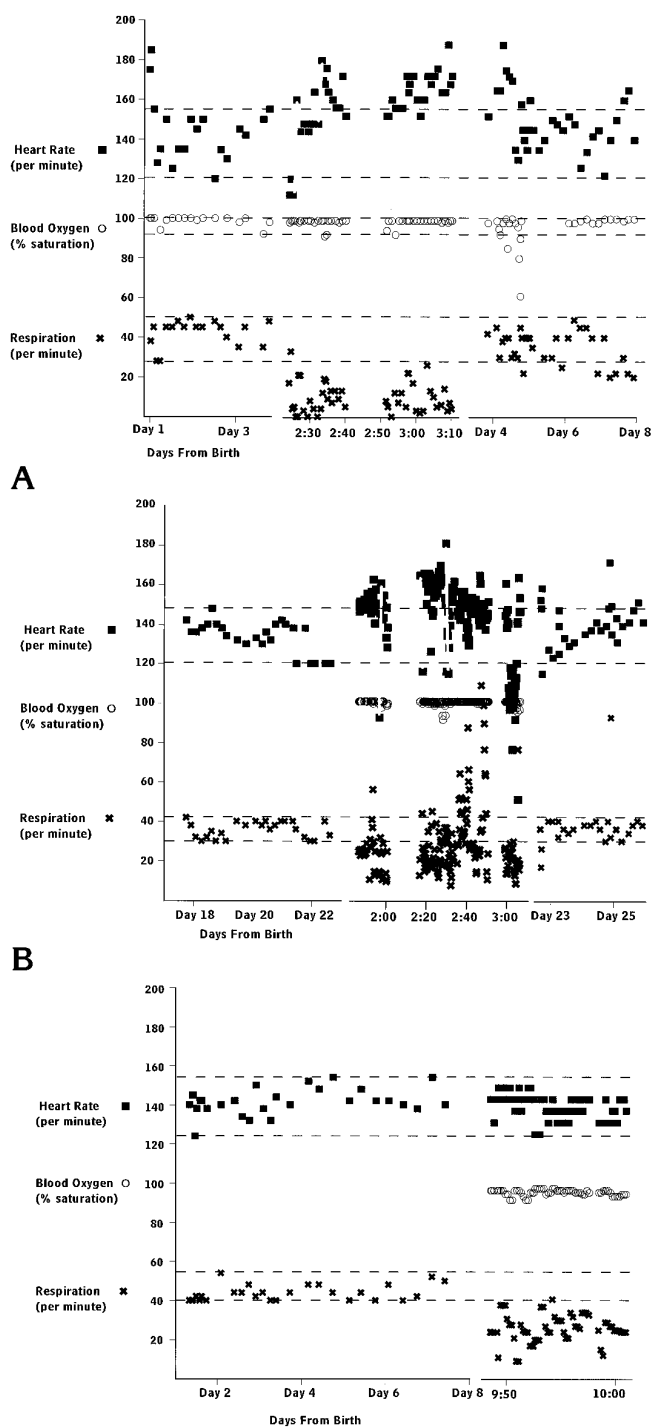 200
180
160
140
120
100
80
60
40
20
Heart Rate
(per minute)
Blood Oxygen
(% saturation)
Respiration
(per minute)
Day 1 Day 3 2:30 2:40 2:50 3:00 3:10 Day 4 Day 6 Day 8
Days From Birth
A
200
180
160
140
120
100
80
60
40
20
Heart Rate
(per minute)
Blood Oxygen
(% saturation)
Respiration
(per minute)
Day 18 Day 20 Day 22 2:00 2:20 2:40 3:00 Day 23 Day 25
Days From Birth
B
200
180
160
140
120
100
80
60
40
20
Heart Rate
(per minute)
Blood Oxygen
(% saturation)
Respiration
(per minute)
Day 2 Day 4 Day 6 Day 8 9:50 10:00
Days From Birth